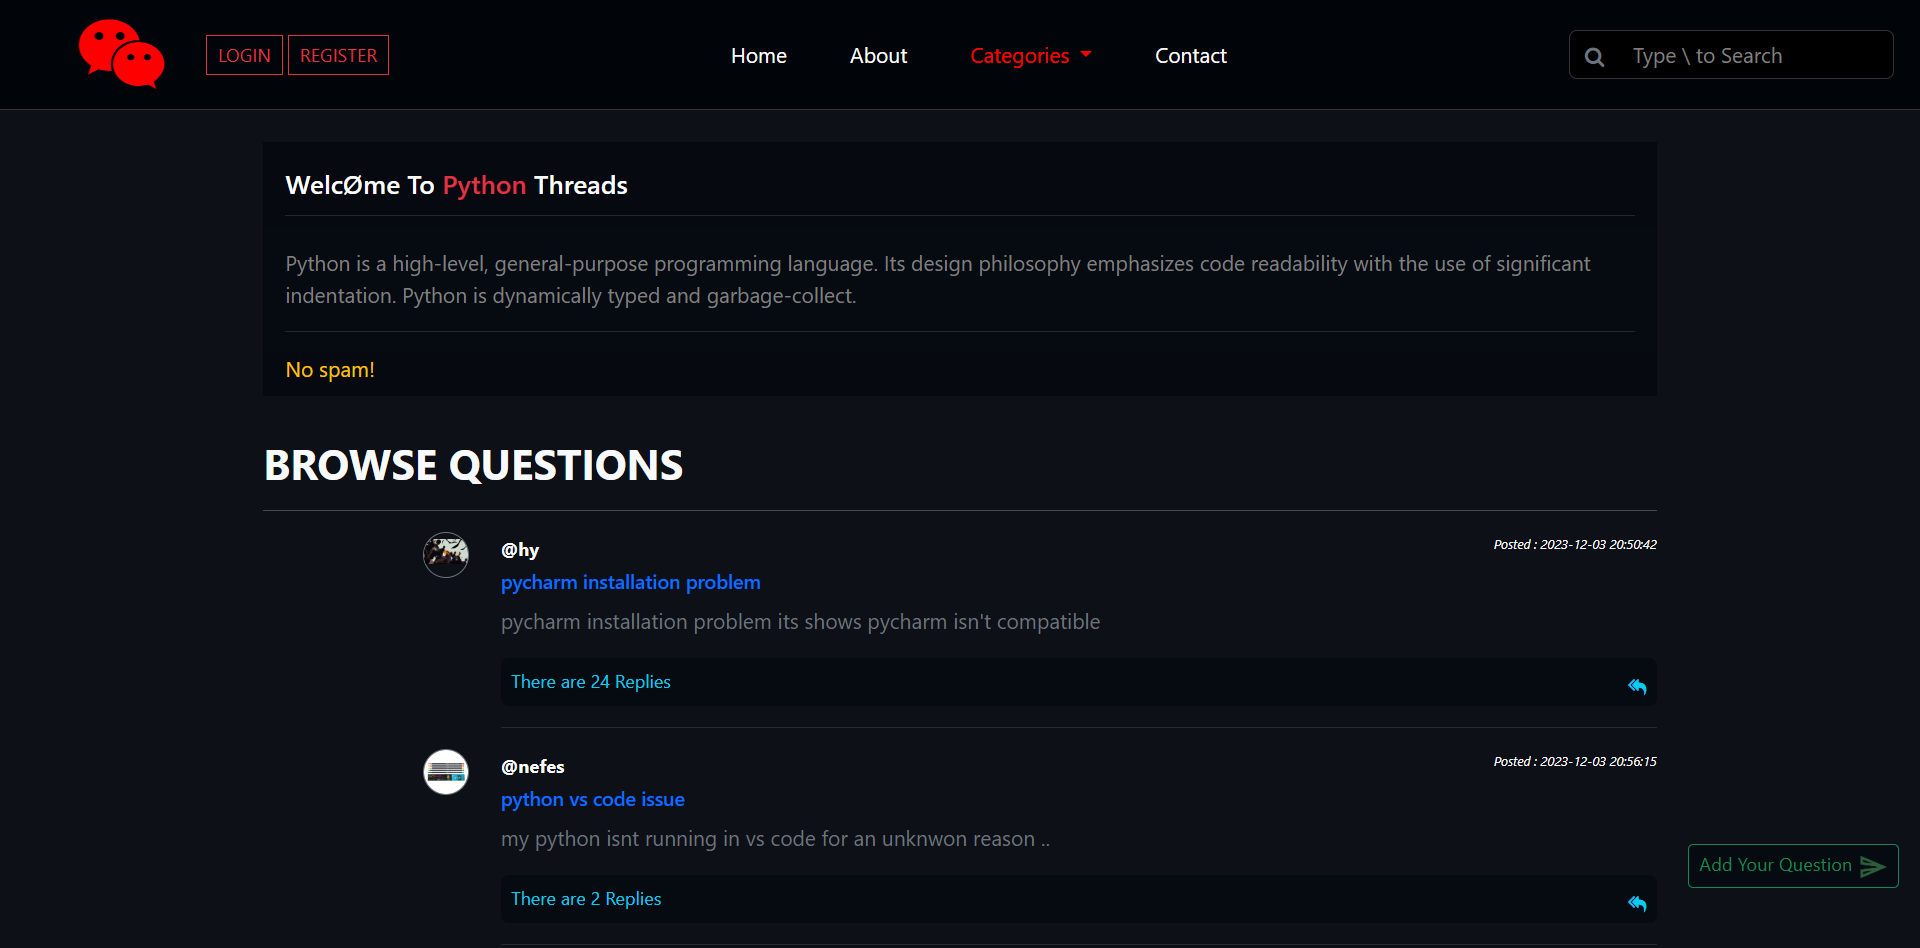 LOGIN REGISTER Home About Categories Contact Type \ to Search
WelcØme To Python Threads
Python is a high-level, general-purpose programming language. Its design philosophy emphasizes code readability with the use of significant
indentation. Python is dynamically typed and garbage-collect.
No spam!
BROWSE QUESTIONS
@hy Posted : 2023-12-03 20:50:42
pycharm installation problem
pycharm installation problem its shows pycharm isn't compatible
There are 24 Replies
@nefes Posted : 2023-12-03 20:56:15
python vs code issue
my python isnt running in vs code for an unknwon reason ..
Add Your Question
There are 2 Replies